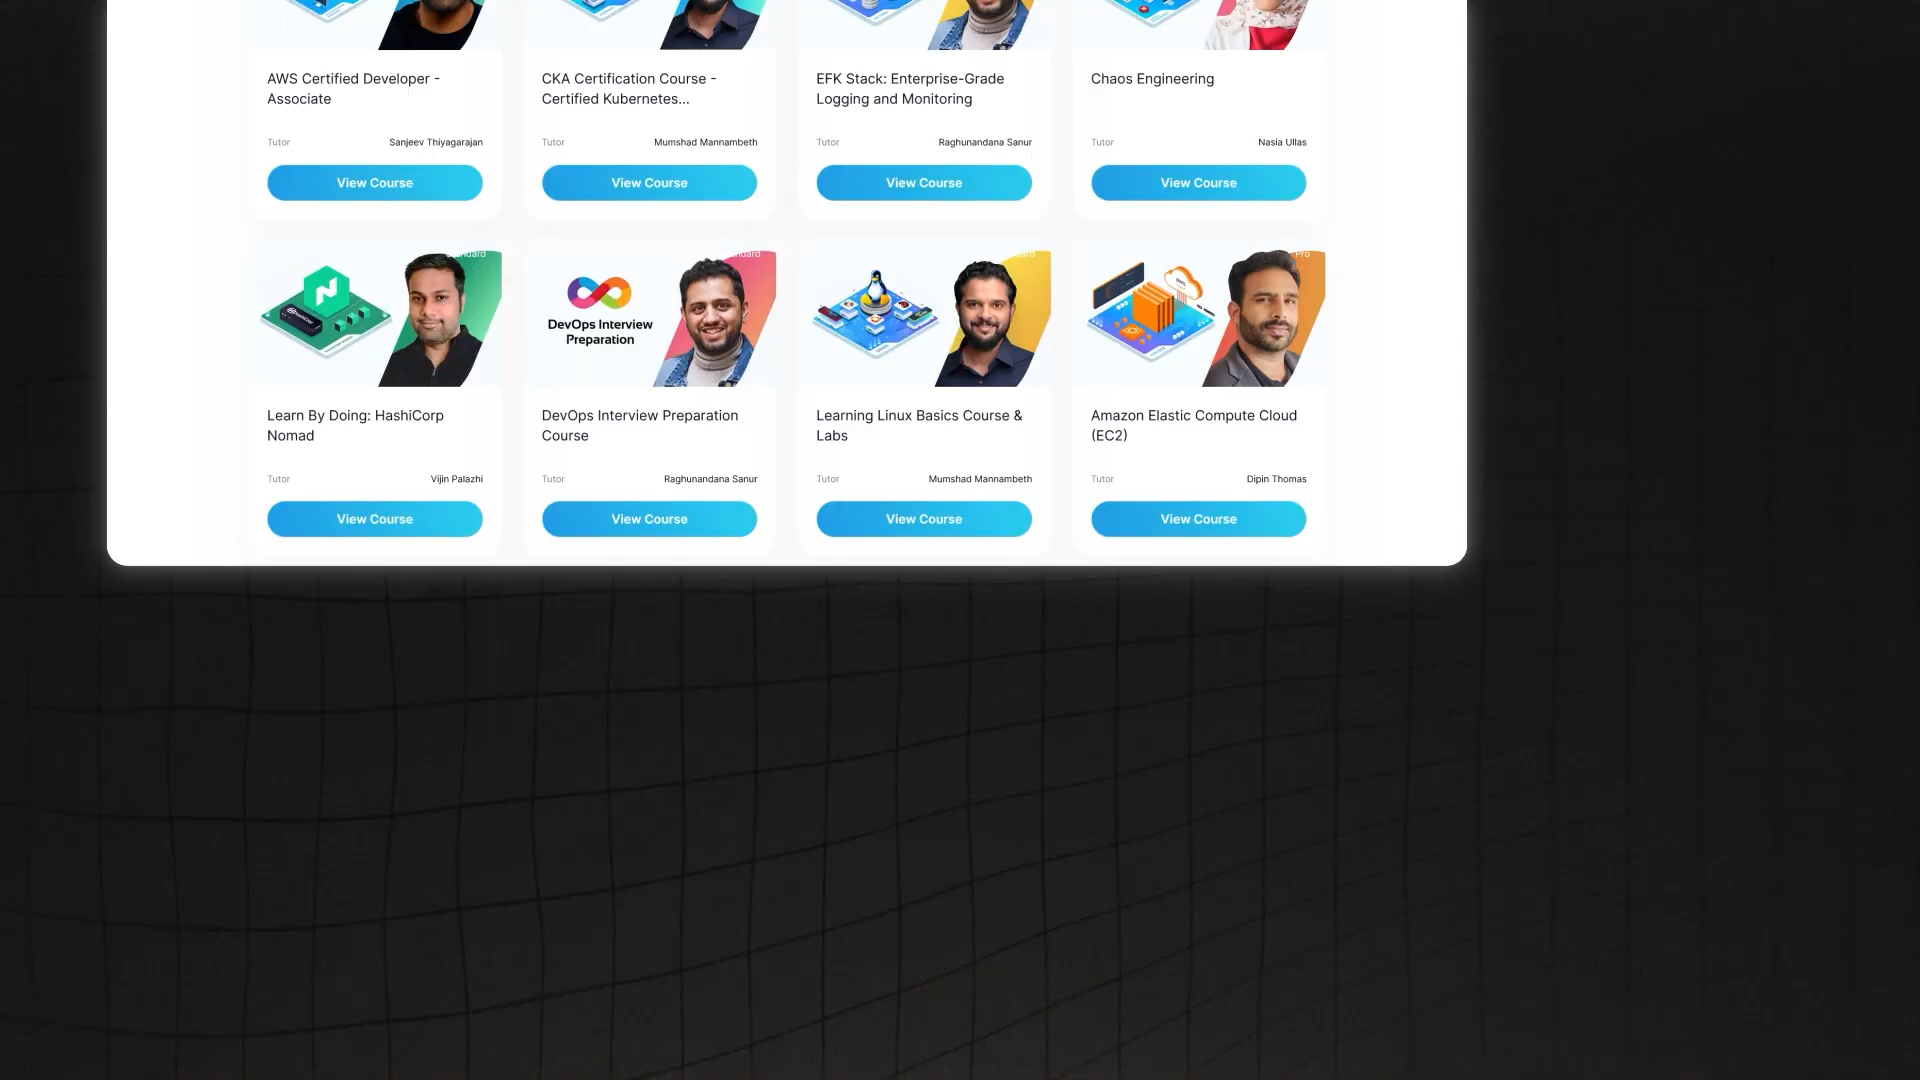 AWS Certified Developer -
Associate
Tutor
Sanjeev Thiyagarajan
View Course
CKA Certification Course -
Certified Kubernetes...
Tutor
Mumshad Mannambeth
View Course
EFK Stack: Enterprise-Grade
Logging and Monitoring
Tutor
Raghunandana Sanur
View Course
Chaos Engineering
Tutor
Nasia Ullas
View Course
Learn By Doing: HashiCorp
Nomad
Tutor
Vijin Palazhi
View Course
DevOps Interview
Preparation
DevOps Interview Preparation
Course
Tutor
Raghunandana Sanur
View Course
Learning Linux Basics Course &
Labs
Tutor
Mumshad Mannambeth
View Course
Pro
Amazon Elastic Compute Cloud
(EC2)
Tutor
Dipin Thomas
View Course